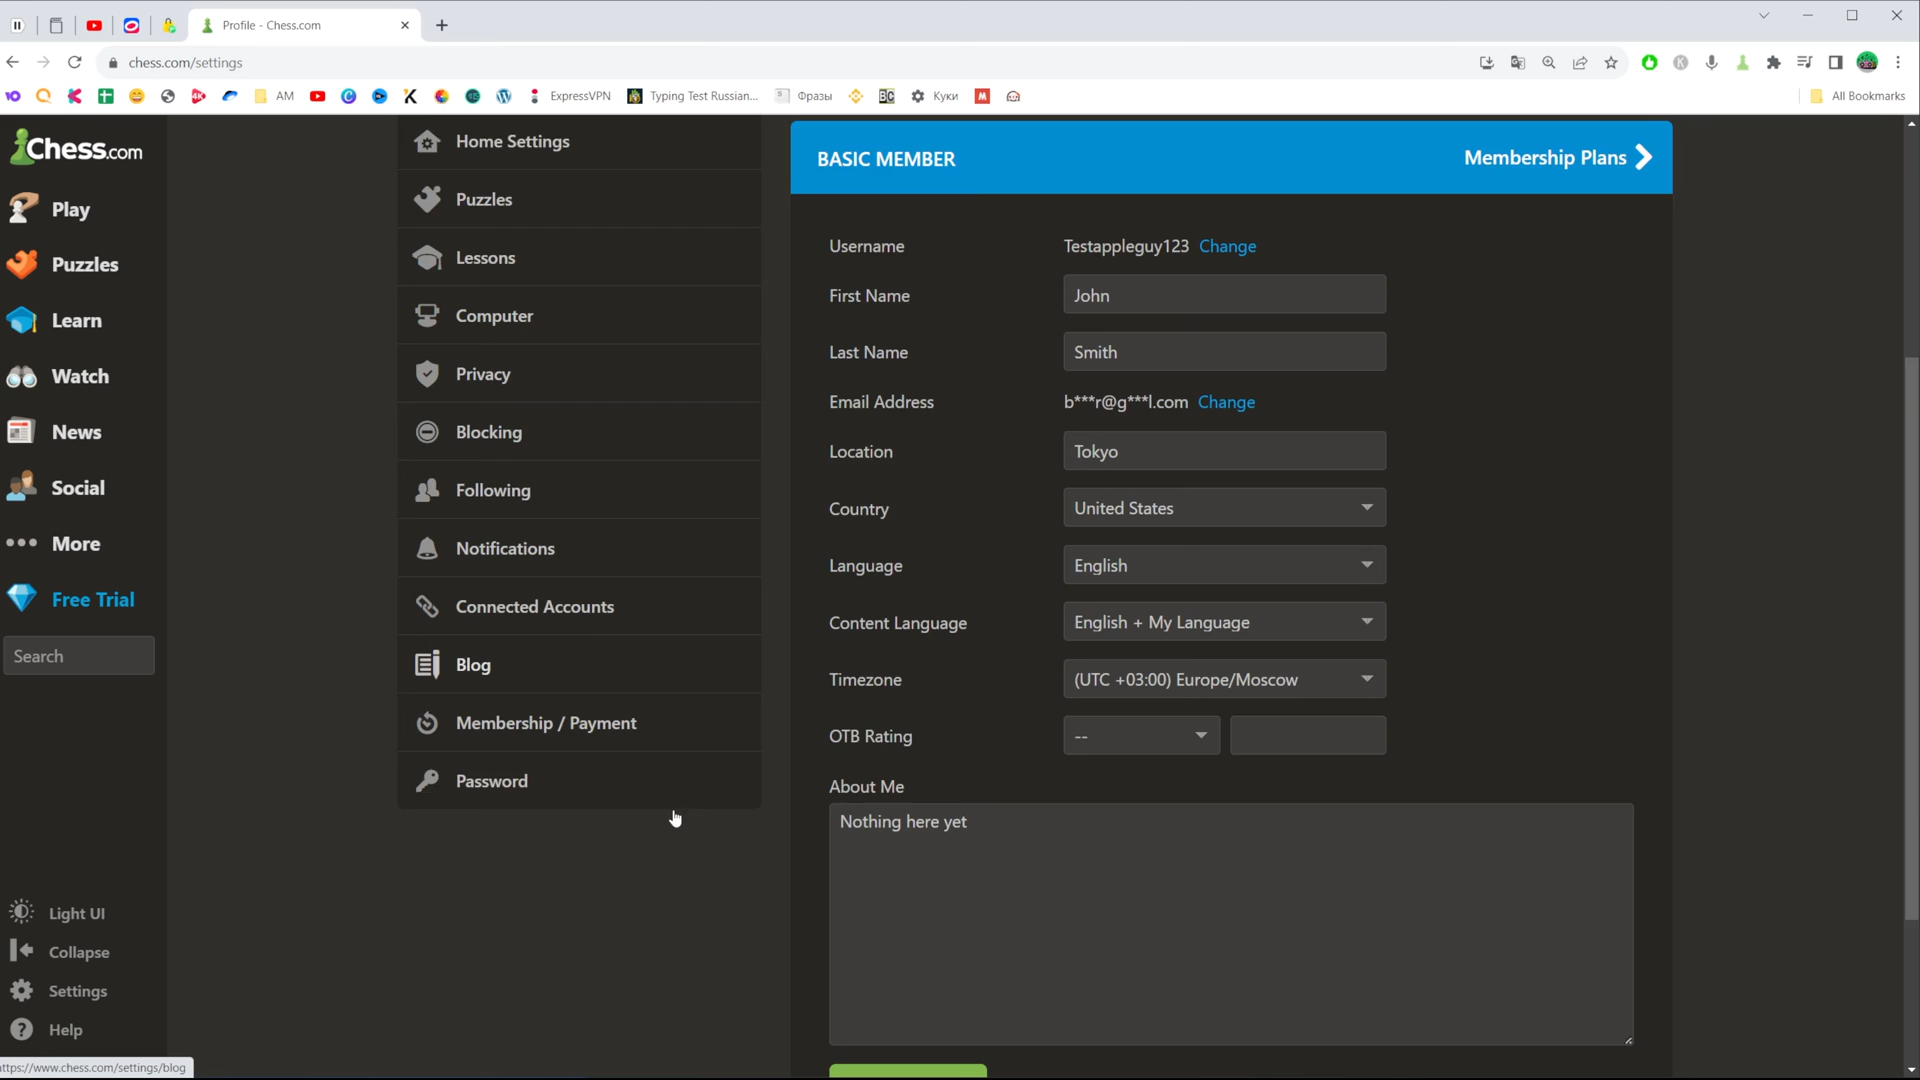 Profile - Chess.com
chess.com/settings
AM
ExpressVPN
Typing Test Russian...
Фразы
Куки
All Bookmarks
Chess.com
Play
Puzzles
Learn
Watch
News
Social
More
Free Trial
Search
Light UI
Collapse
Settings
Help
https://www.chess.com/settings/blog
Home Settings
Puzzles
Lessons
Computer
Privacy
Blocking
Following
Notifications
Connected Accounts
Blog
Membership / Payment
Password
BASIC MEMBER
Membership Plans
Username Testappleguy123 Change
First Name John
Last Name Smith
Email Address b***r@g***l.com Change
Location Tokyo
Country United States
Language English
Content Language English + My Language
Timezone (UTC +03:00) Europe/Moscow
OTB Rating --
About Me
Nothing here yet